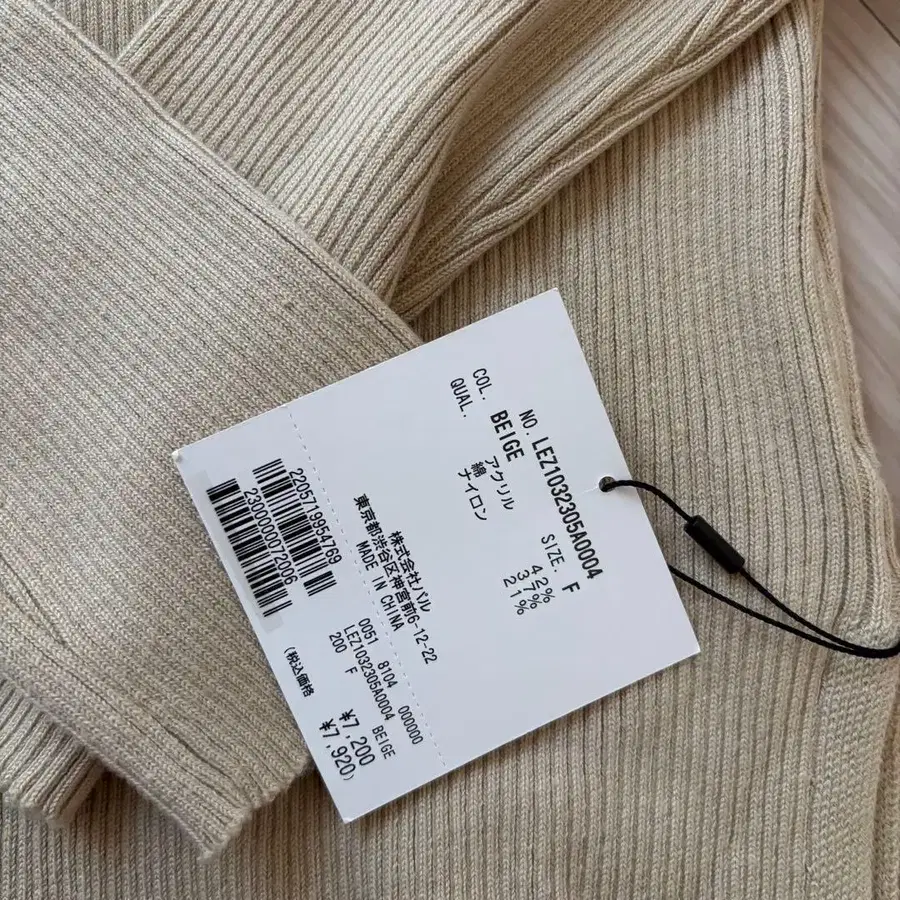 NO. LEZ1032305A0004
COL. BEIGE SIZE. F
QUAL. アクリル 42%
綿 37%
ナイロン 21%
株式会社パル
東京都渋谷区神宮前6-12-22
MADE IN CHINA
2205719954769
2300000072006
0051 8104 000000
LEZ1032305A0004 BEIGE
200 F
¥7,200
(税込価格 ¥7,920)